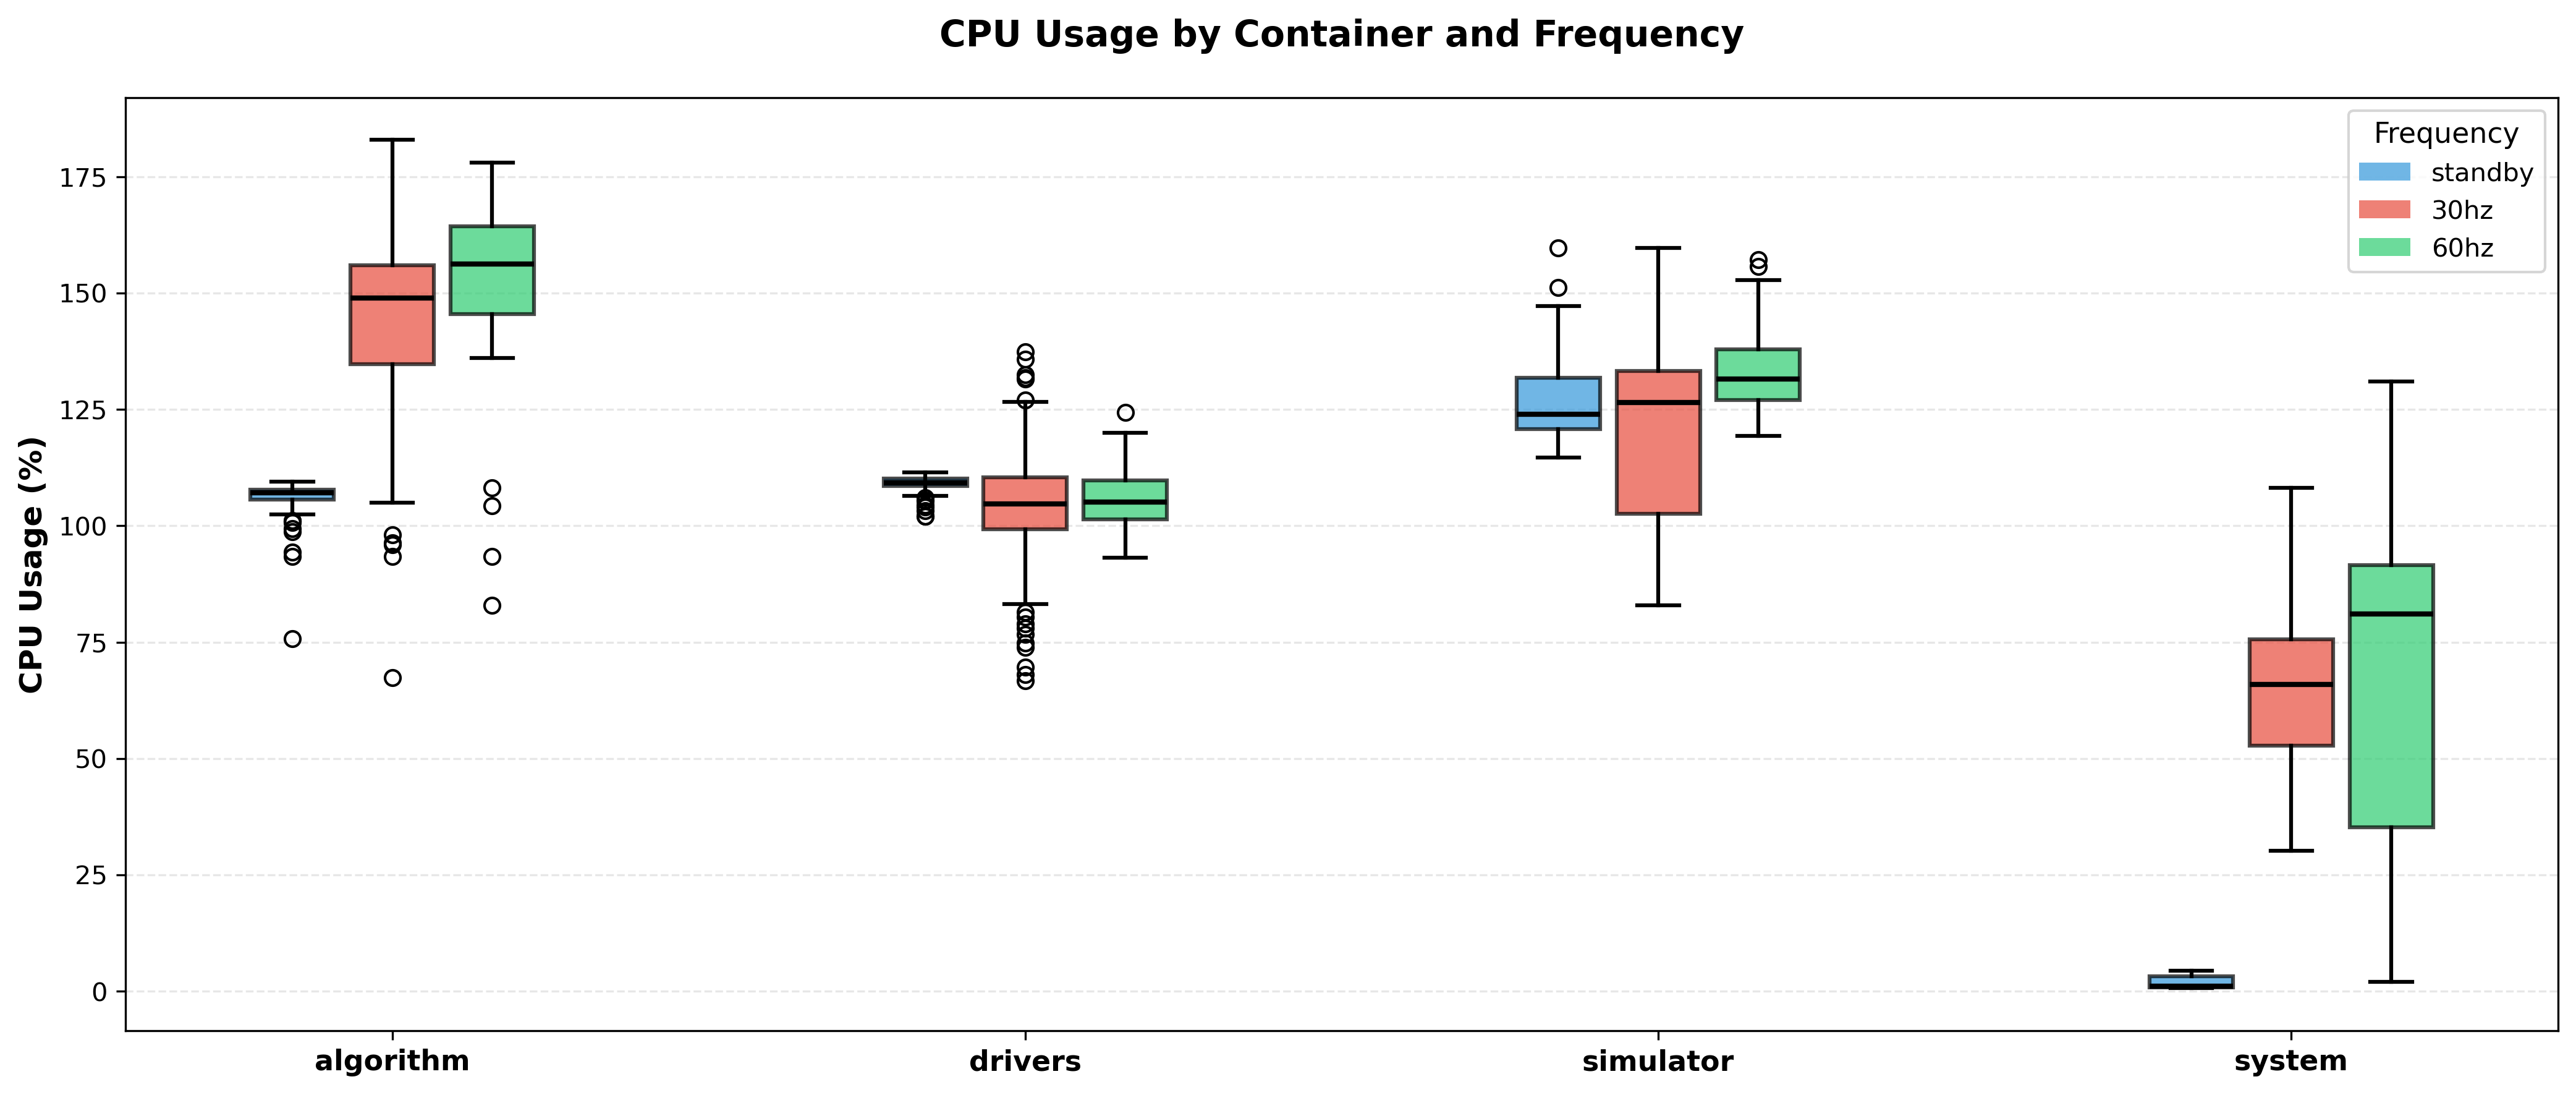 CPU Usage by Container and Frequency
CPU Usage (%)
175
150
125
100
75
50
25
0
Frequency
standby
30hz
60hz
algorithm
drivers
simulator
system